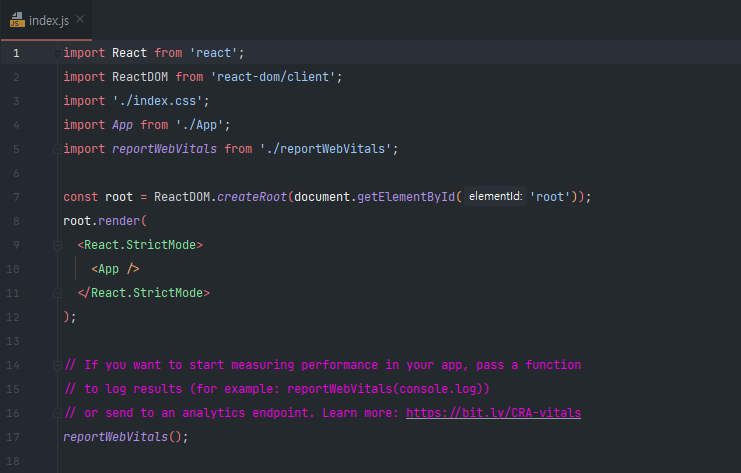 index.js
1 import React from 'react';
2 import ReactDOM from 'react-dom/client';
3 import './index.css';
4 import App from './App';
5 import reportWebVitals from './reportWebVitals';
6
7 const root = ReactDOM.createRoot(document.getElementById( elementId: 'root'));
8 root.render(
9   <React.StrictMode>
10     <App />
11   </React.StrictMode>
12 );
13
14 // If you want to start measuring performance in your app, pass a function
15 // to log results (for example: reportWebVitals(console.log))
16 // or send to an analytics endpoint. Learn more: https://bit.ly/CRA-vitals
17 reportWebVitals();
18